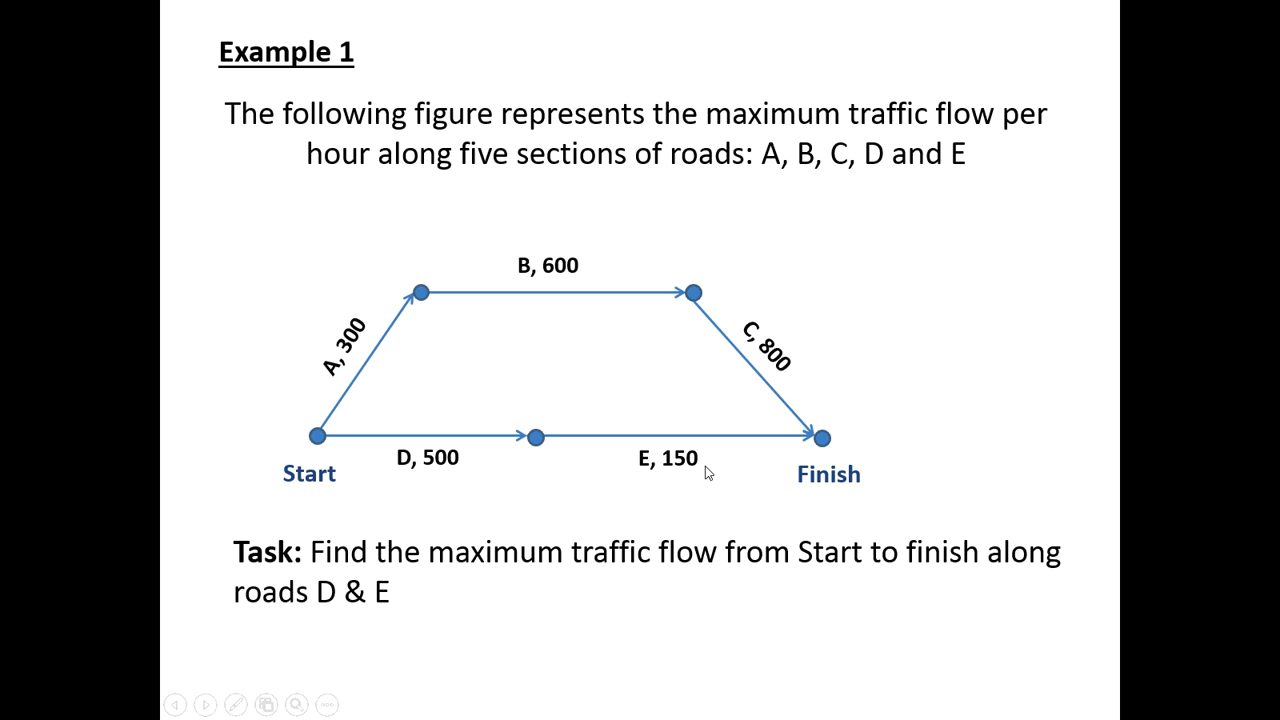 Example 1
The following figure represents the maximum traffic flow per
hour along five sections of roads: A, B, C, D and E
B, 600
A, 300
C, 800
D, 500
E, 150
Start
Finish
Task: Find the maximum traffic flow from Start to finish along
roads D & E